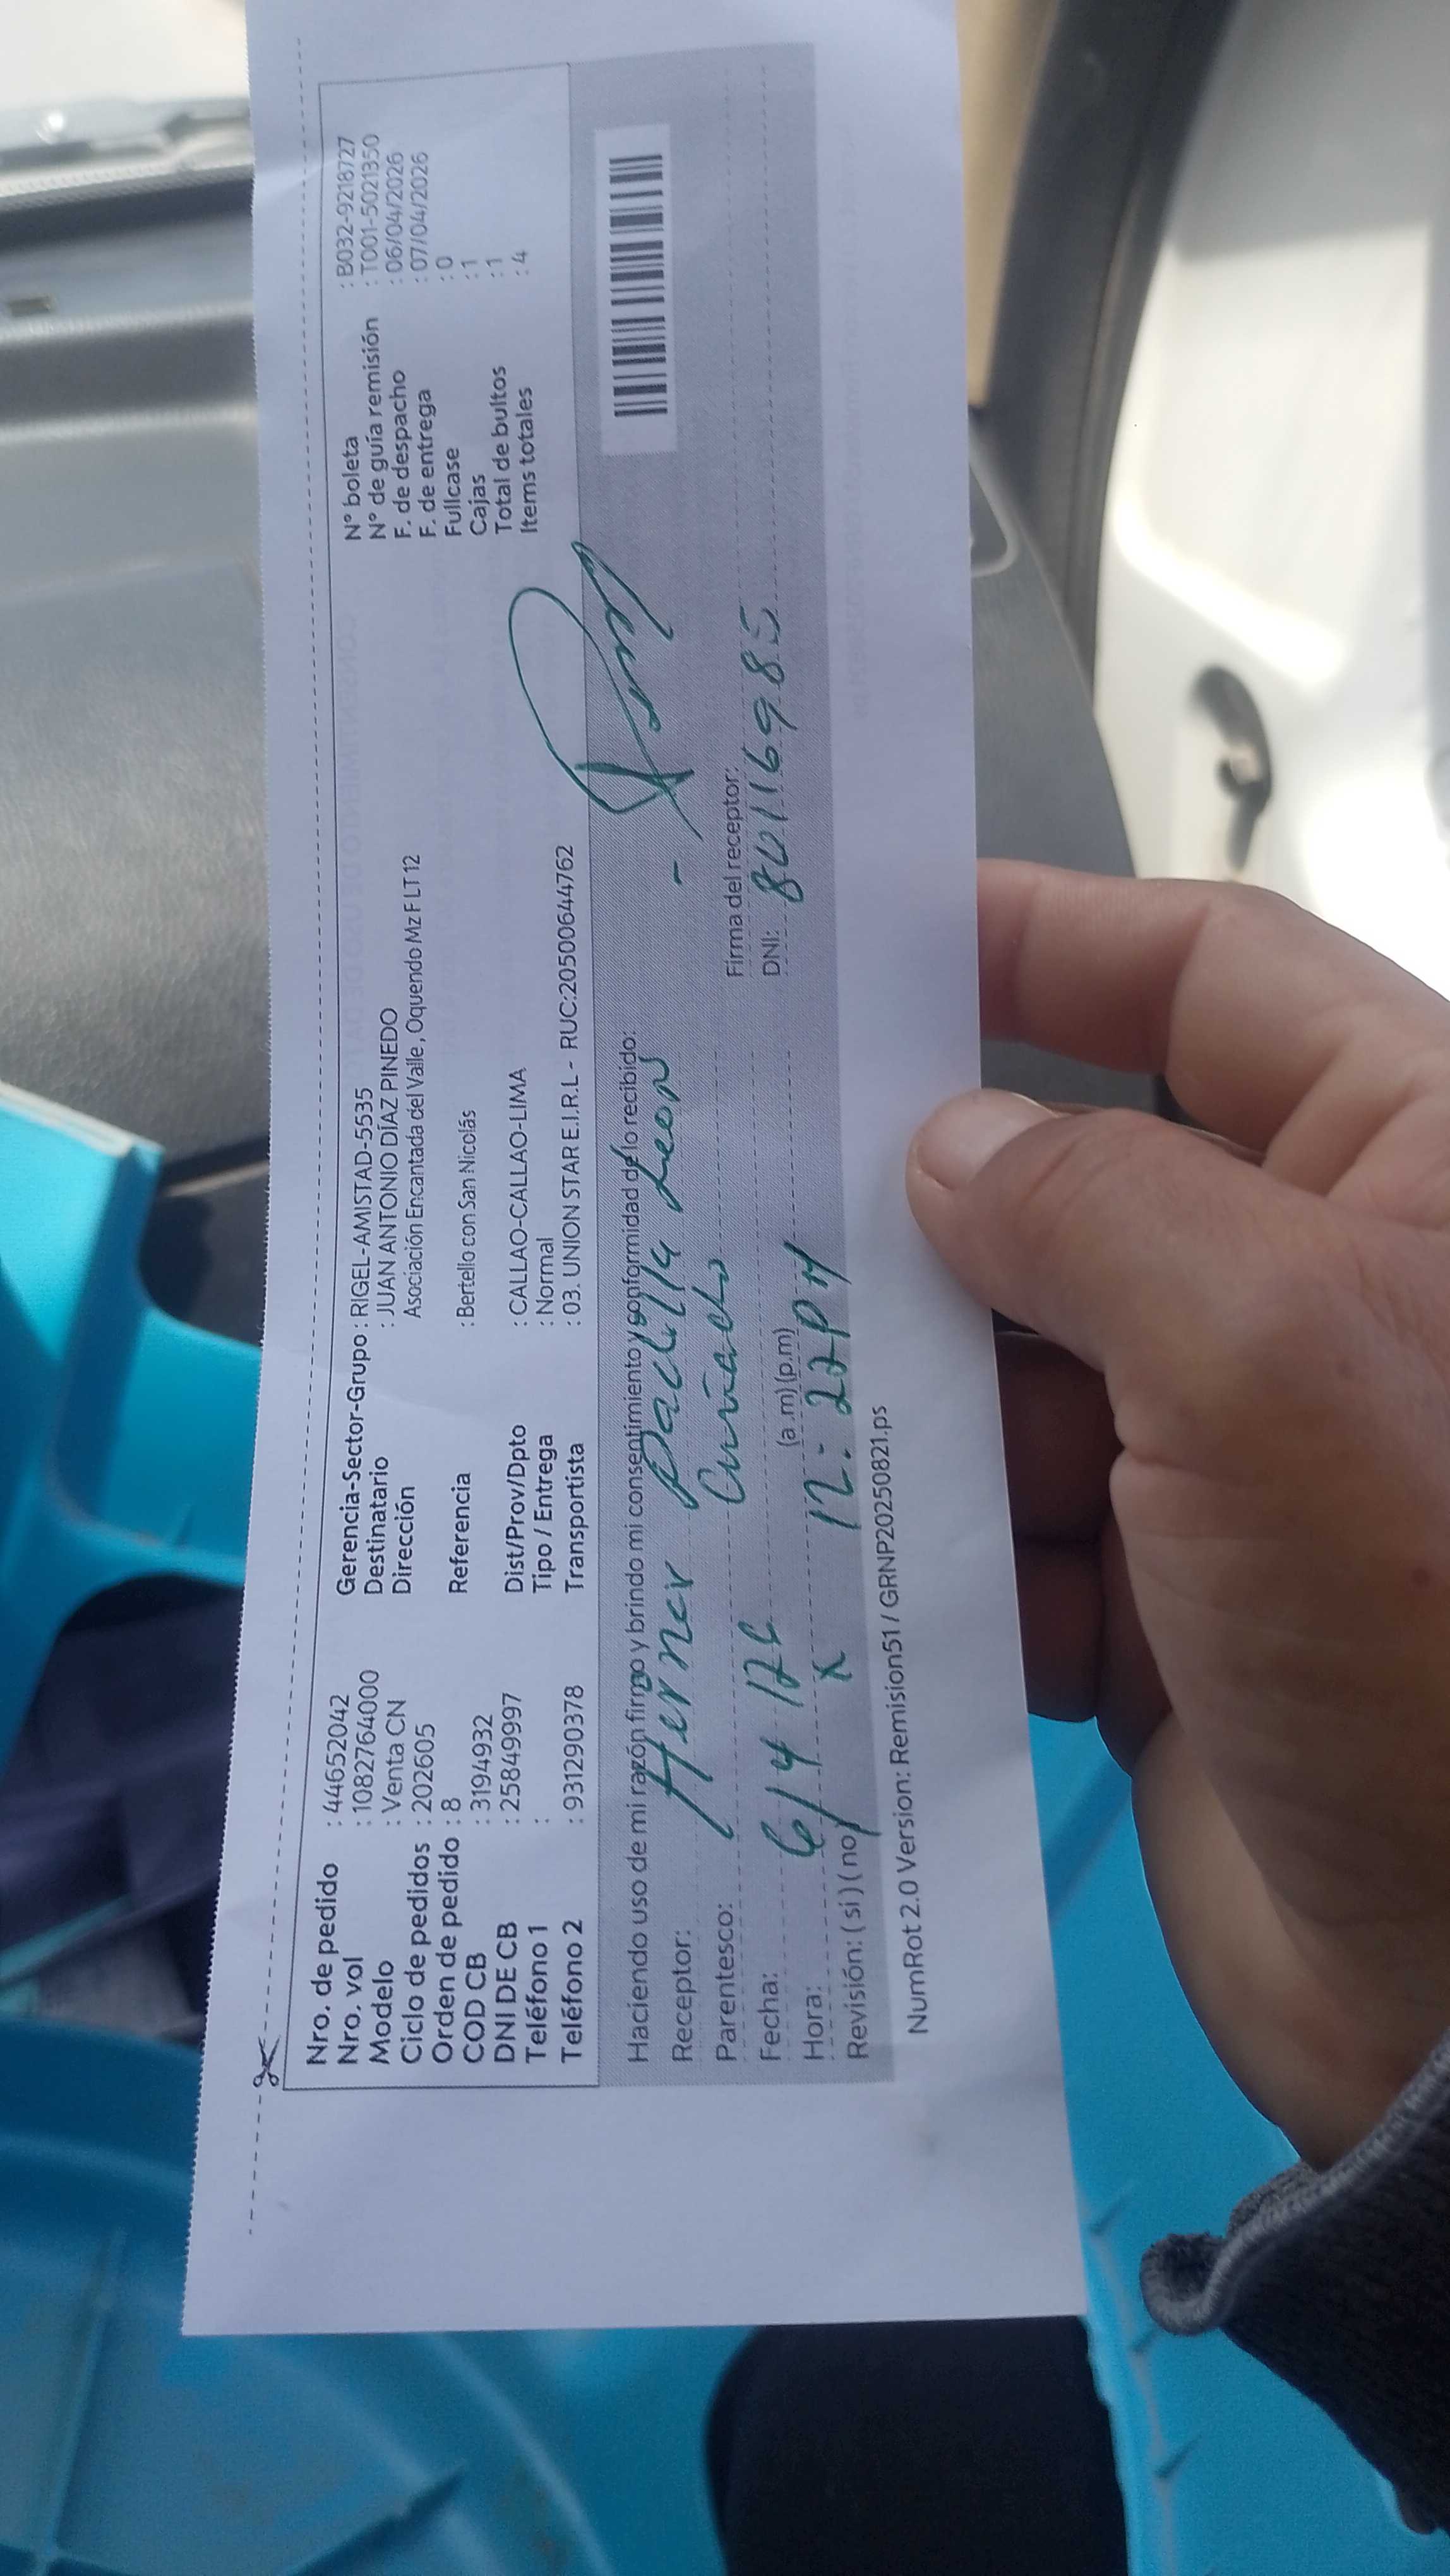 Nro. de pedido : 44652042
Nro. vol : 1082764000
Modelo : Venta CN
Ciclo de pedidos : 202605
Orden de pedido : 8
COD CB : 3194932
DNI DE CB : 25849997
Teléfono 1 :
Teléfono 2 : 931290378
Gerencia-Sector-Grupo : RIGEL-AMISTAD-5535
Destinatario : JUAN ANTONIO DÍAZ PINEDO
Dirección Asociación Encantada del Valle, Oquendo Mz F LT 12
Referencia : Bertello con San Nicolás
Dist/Prov/Dpto : CALLAO-CALLAO-LIMA
Tipo / Entrega : Normal
Transportista : 03. UNION STAR E.I.R.L - RUC:20500644762
N° boleta : B032-9218727
N° de guía remisión : T001-5021350
F. de despacho : 06/04/2026
F. de entrega : 07/04/2026
Fullcase : 0
Cajas : 1
Total de bultos : 1
Items totales : 4
Haciendo uso de mi razón firmo y brindo mi consentimiento y conformidad de lo recibido:
Receptor: Padilla Leon
Parentesco:
Fecha: 6/4/26
Hora: 12:22 PM (a.m) (p.m)
Revisión: (si) (no) x
Firma del receptor:
DNI: 80116985
NumRot 2.0 Version: Remision51 / GRNP20250821.ps